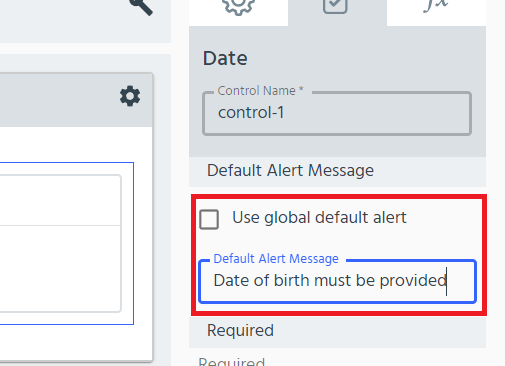 fx
Date
Control Name *
control-1
Default Alert Message
Use global default alert
Default Alert Message
Date of birth must be provided
Required
Required